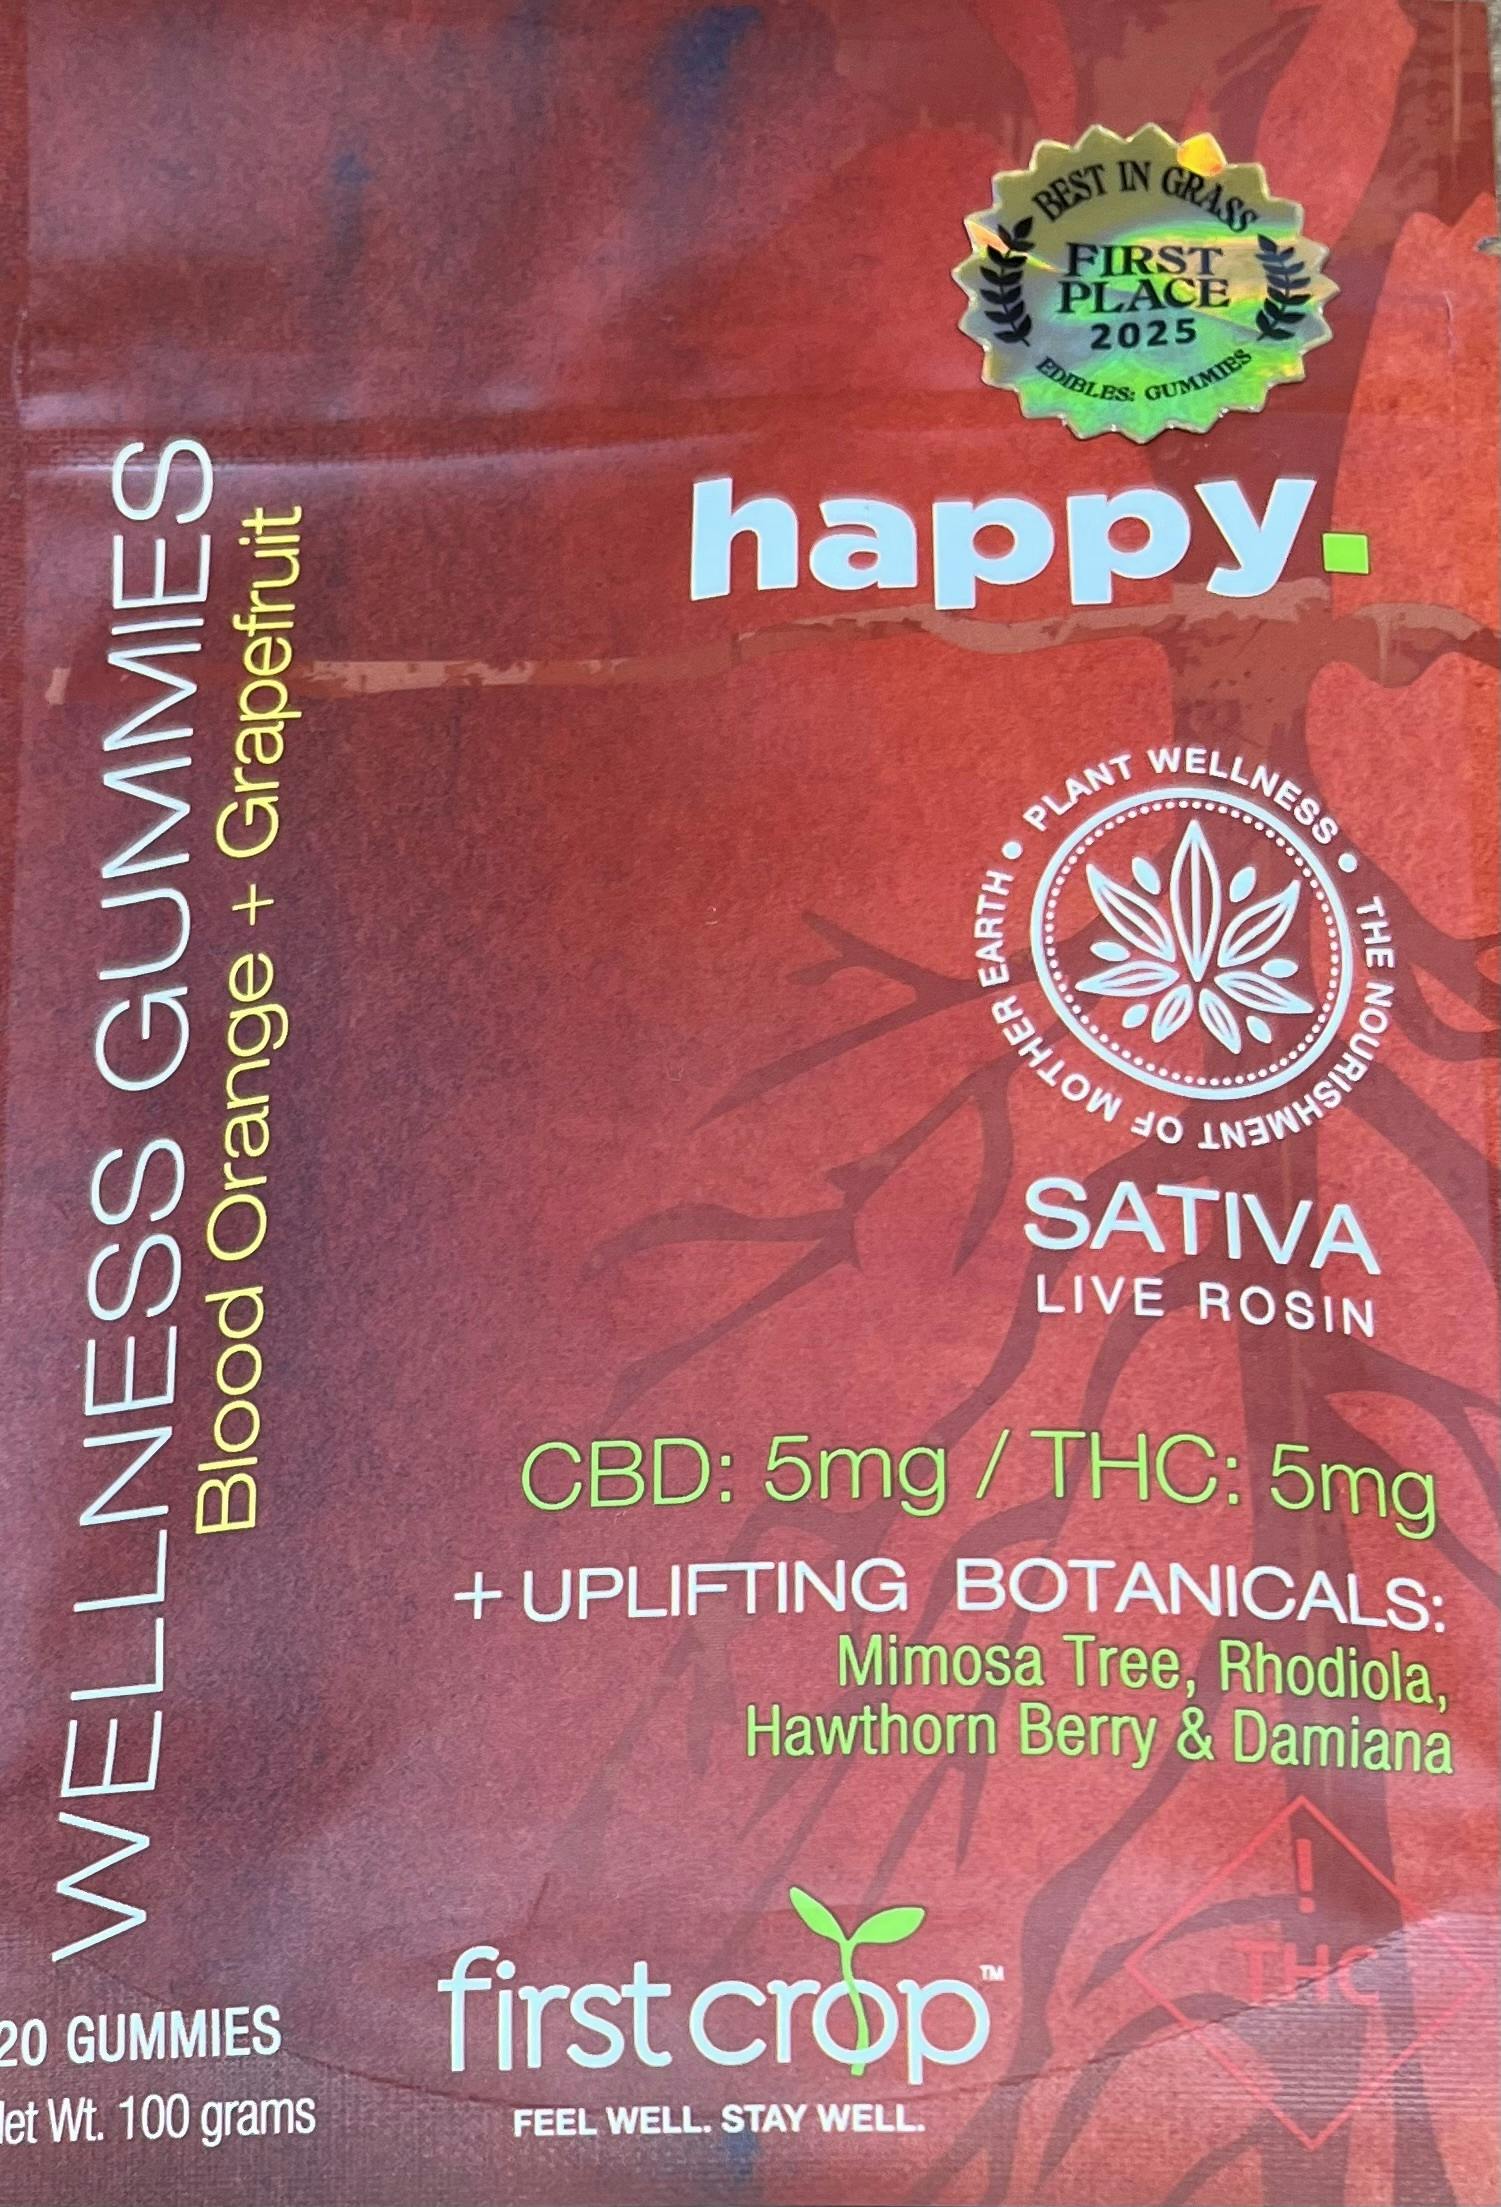 BEST IN GRASS
FIRST
PLACE
2025
EDIBLES: GUMMIES
happy.
WELLNESS GUMMIES
Blood Orange + Grapefruit
PLANT WELLNESS • THE NOURISHMENT OF MOTHER EARTH •
SATIVA
LIVE ROSIN
CBD: 5mg / THC: 5mg
+ UPLIFTING BOTANICALS:
Mimosa Tree, Rhodiola,
Hawthorn Berry & Damiana
!
THC
first crop™
FEEL WELL. STAY WELL.
20 GUMMIES
et Wt. 100 grams